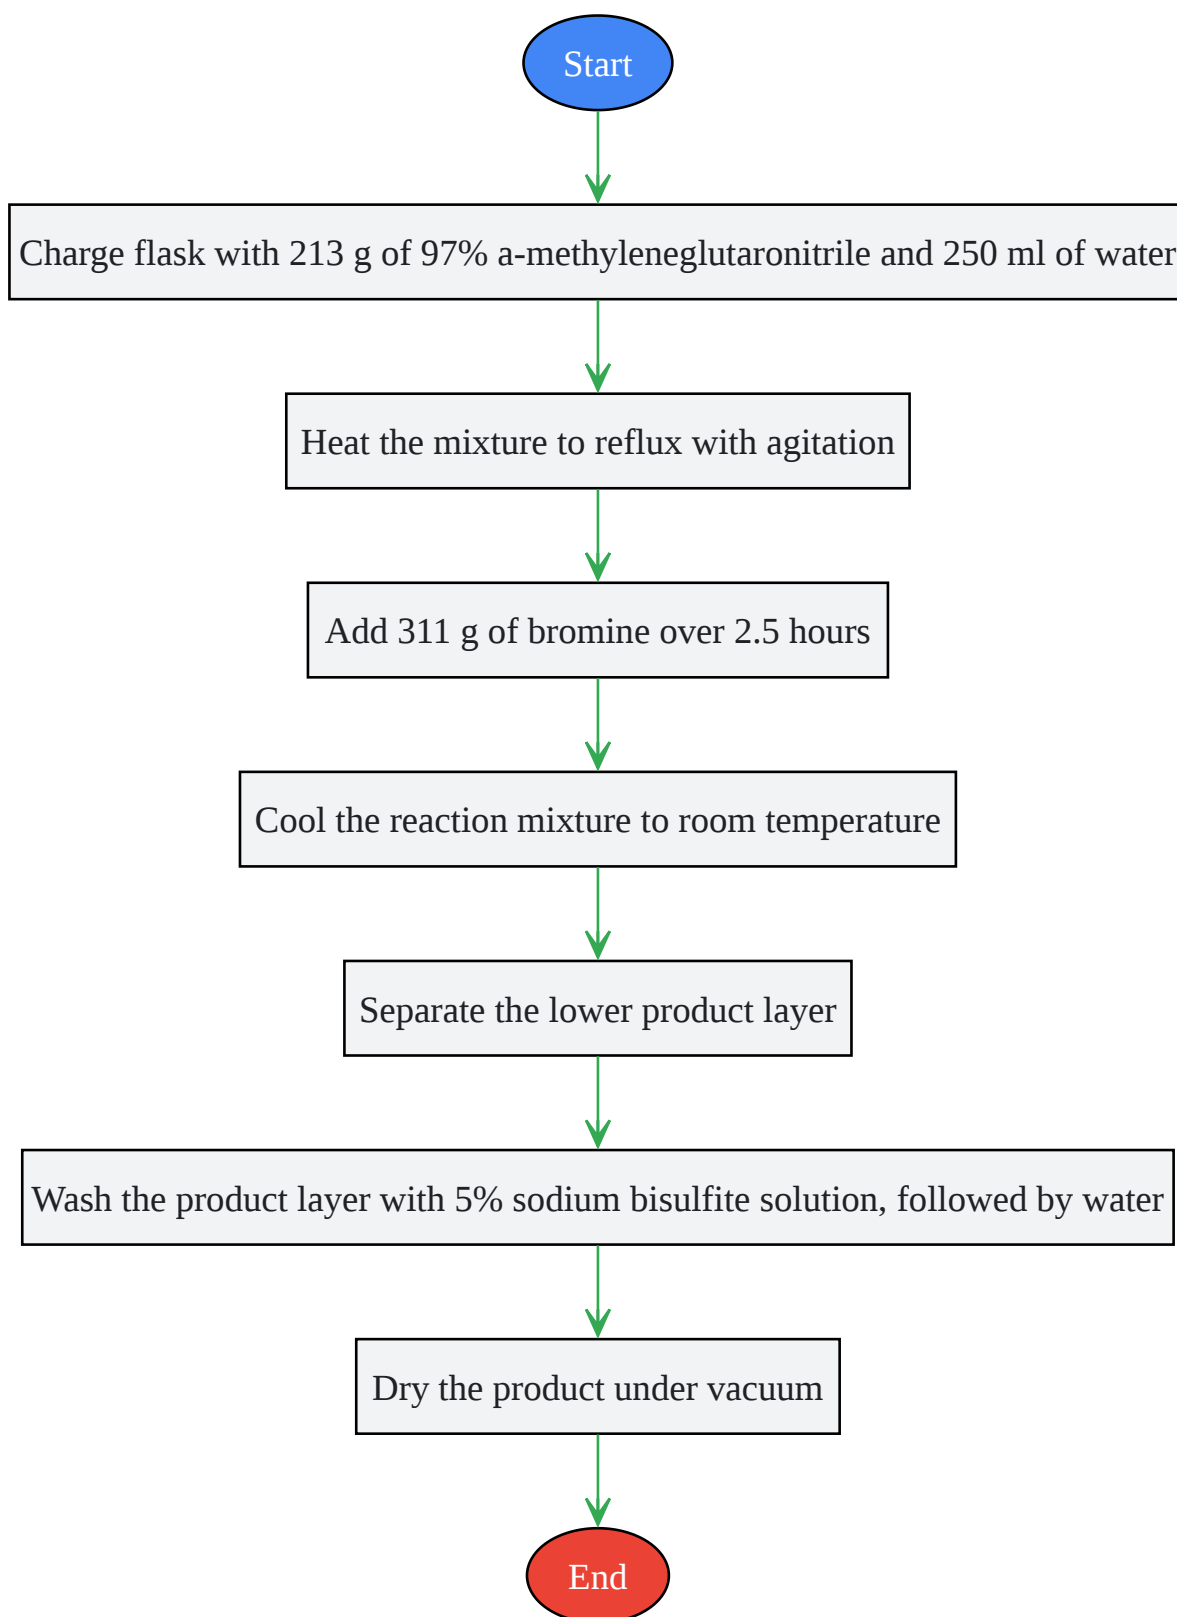 Start
Charge flask with 213 g of 97% a-methyleneglutaronitrile and 250 ml of water
Heat the mixture to reflux with agitation
Add 311 g of bromine over 2.5 hours
Cool the reaction mixture to room temperature
Separate the lower product layer
Wash the product layer with 5% sodium bisulfite solution, followed by water
Dry the product under vacuum
End